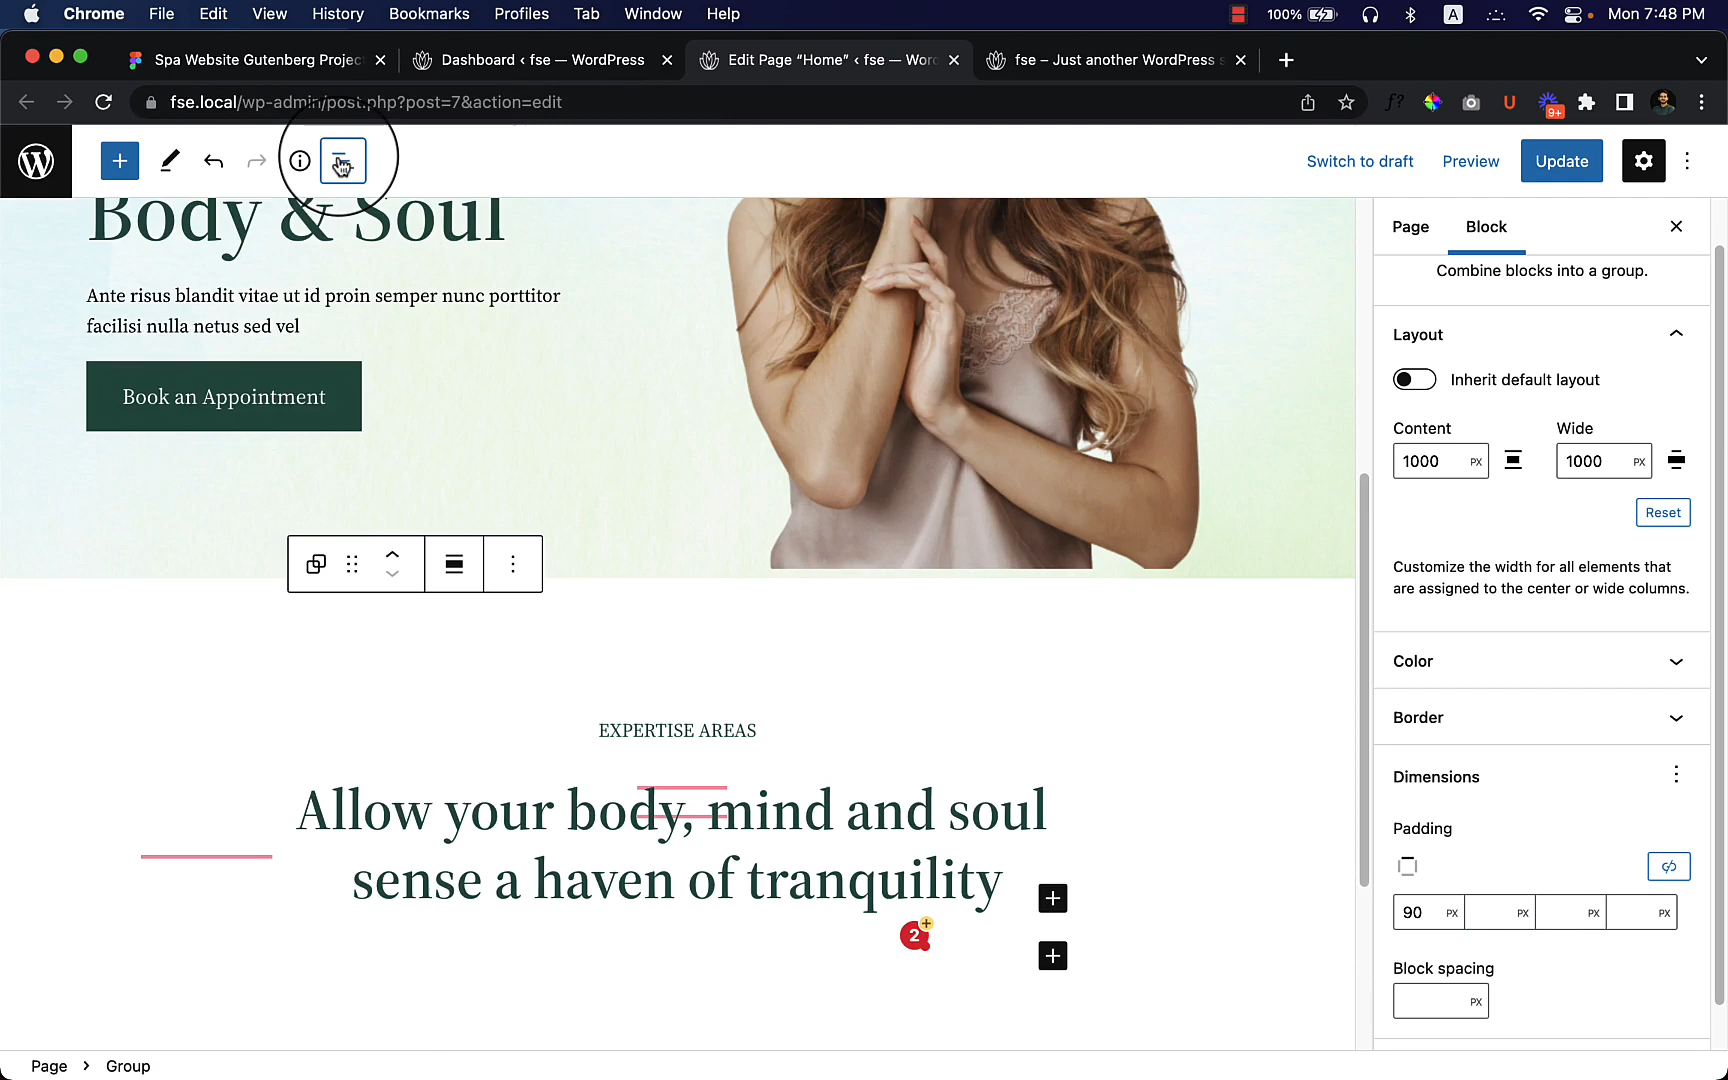 Chrome File Edit View History Bookmarks Profiles Tab Window Help 100% A Mon 7:48 PM
Spa Website Gutenberg Projec Dashboard ‹ fse — WordPress Edit Page “Home” ‹ fse — Wor fse – Just another WordPress s
fse.local/wp-admin/post.php?post=7&action=edit f? U 9+
Switch to draft Preview Update
Body & Soul
Ante risus blandit vitae ut id proin semper nunc porttitor
facilisi nulla netus sed vel
Book an Appointment
EXPERTISE AREAS
Allow your body, mind and soul
sense a haven of tranquility
2
Page Block
Combine blocks into a group.
Layout
Inherit default layout
Content Wide
1000 PX 1000 PX
Reset
Customize the width for all elements that
are assigned to the center or wide columns.
Color
Border
Dimensions
Padding
90 PX PX PX PX
Block spacing
PX
Page › Group